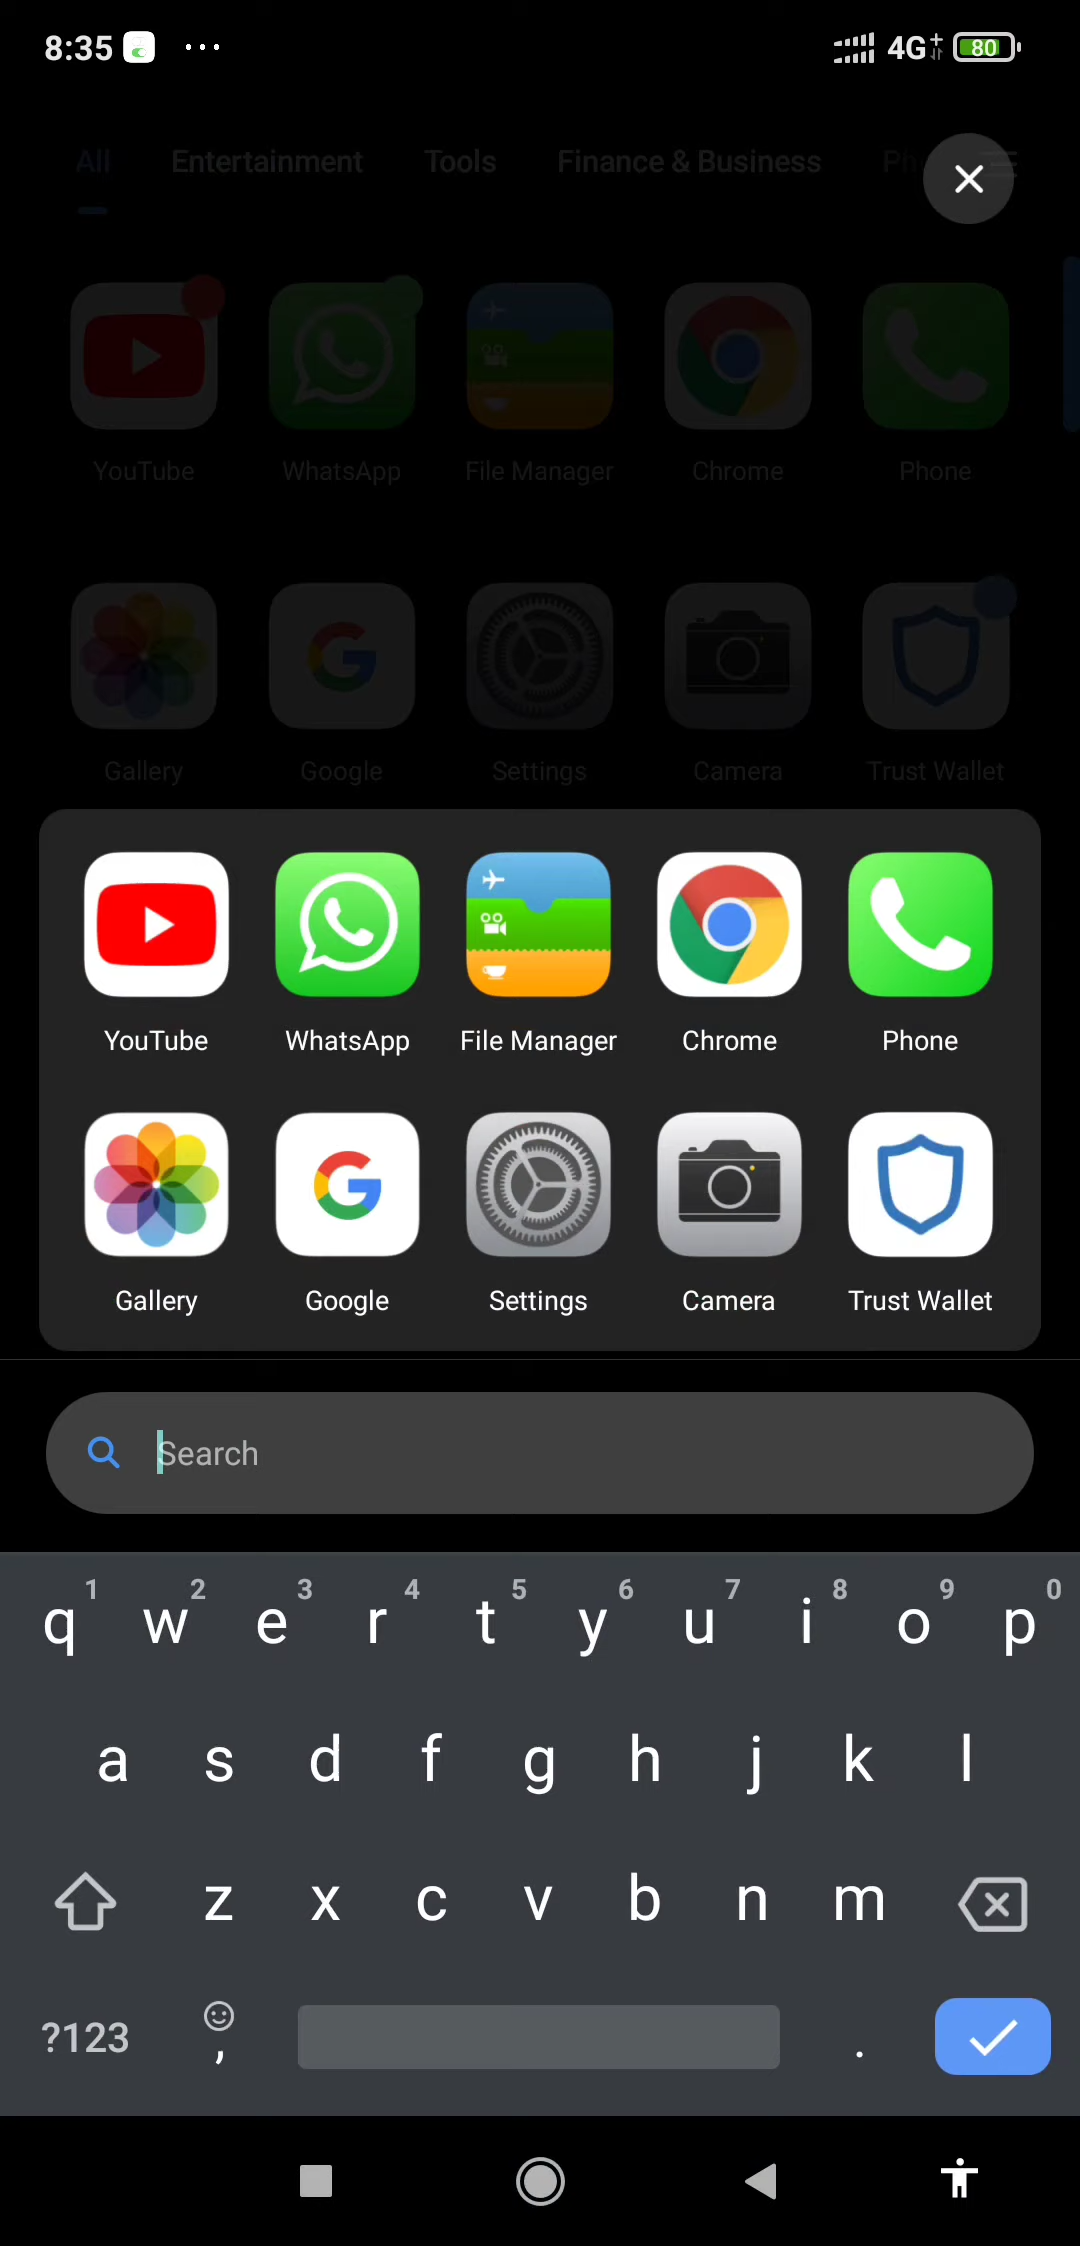 8:35 ... 4G+ 80
All Entertainment Tools Finance & Business Ph
YouTube WhatsApp File Manager Chrome Phone
Gallery Google Settings Camera Trust Wallet
YouTube WhatsApp File Manager Chrome Phone
Gallery Google Settings Camera Trust Wallet
Search
1 2 3 4 5 6 7 8 9 0
q w e r t y u i o p
a s d f g h j k l
z x c v b n m
?123 , .